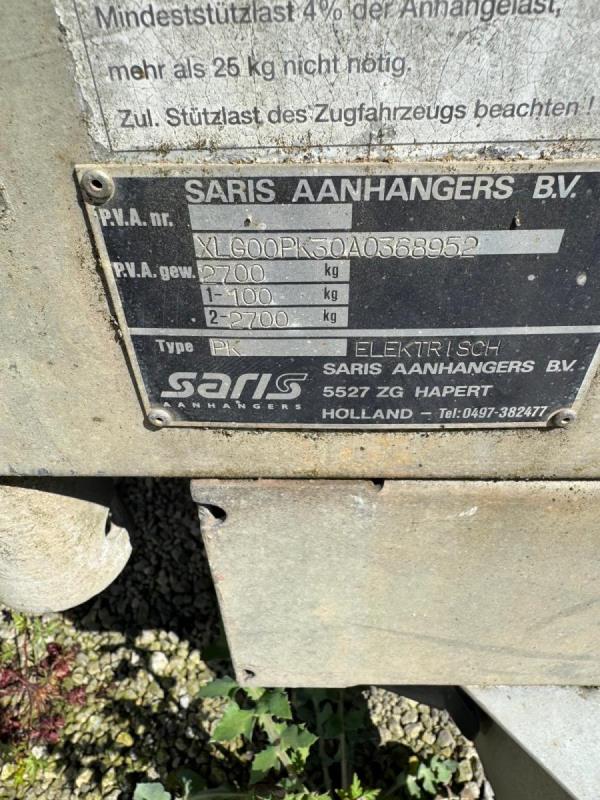 Mindeststützlast 4% der Anhängelast,
mehr als 25 kg nicht nötig.
Zul. Stützlast des Zugfahrzeugs beachten !
SARIS AANHANGERS B.V.
P.V.A. nr.
XLG00PK30A0368952
P.V.A. gew. 2700 kg
1- 100 kg
2- 2700 kg
Type PK ELEKTRISCH
saris AANHANGERS
SARIS AANHANGERS B.V.
5527 ZG HAPERT
HOLLAND – Tel: 0497-382477